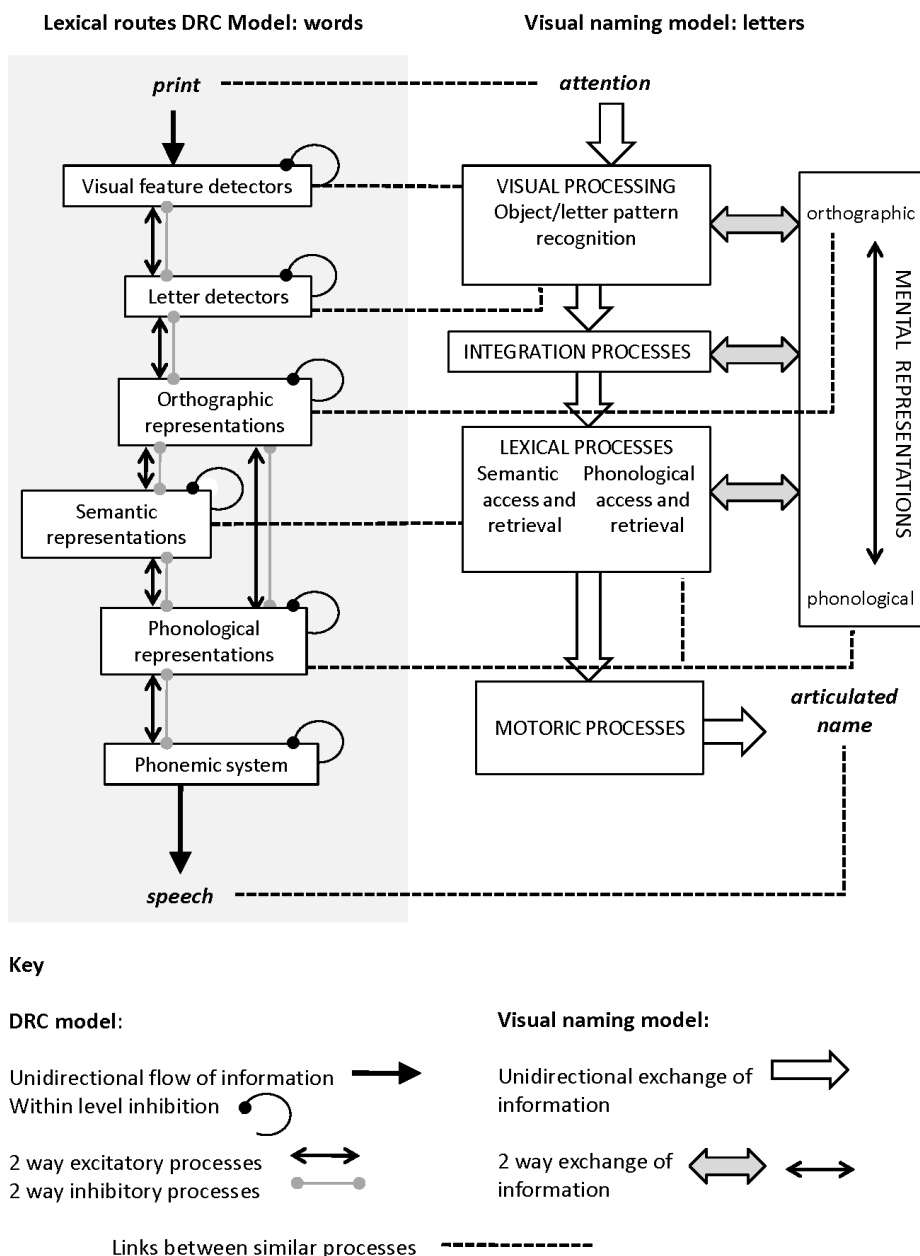 Lexical routes DRC Model: words
print
Visual feature detectors
Letter detectors
Orthographic
representations
Semantic
representations
Phonological
representations
Phonemic system
speech
Visual naming model: letters
attention
VISUAL PROCESSING
Object/letter pattern
recognition
INTEGRATION PROCESSES
LEXICAL PROCESSES
Semantic
access and
retrieval
Phonological
access and
retrieval
MOTORIC PROCESSES
orthographic
MENTAL REPRESENTATIONS
phonological
articulated
name
Key
DRC model:
Unidirectional flow of information
Within level inhibition
2 way excitatory processes
2 way inhibitory processes
Visual naming model:
Unidirectional exchange of
information
2 way exchange of
information
Links between similar processes